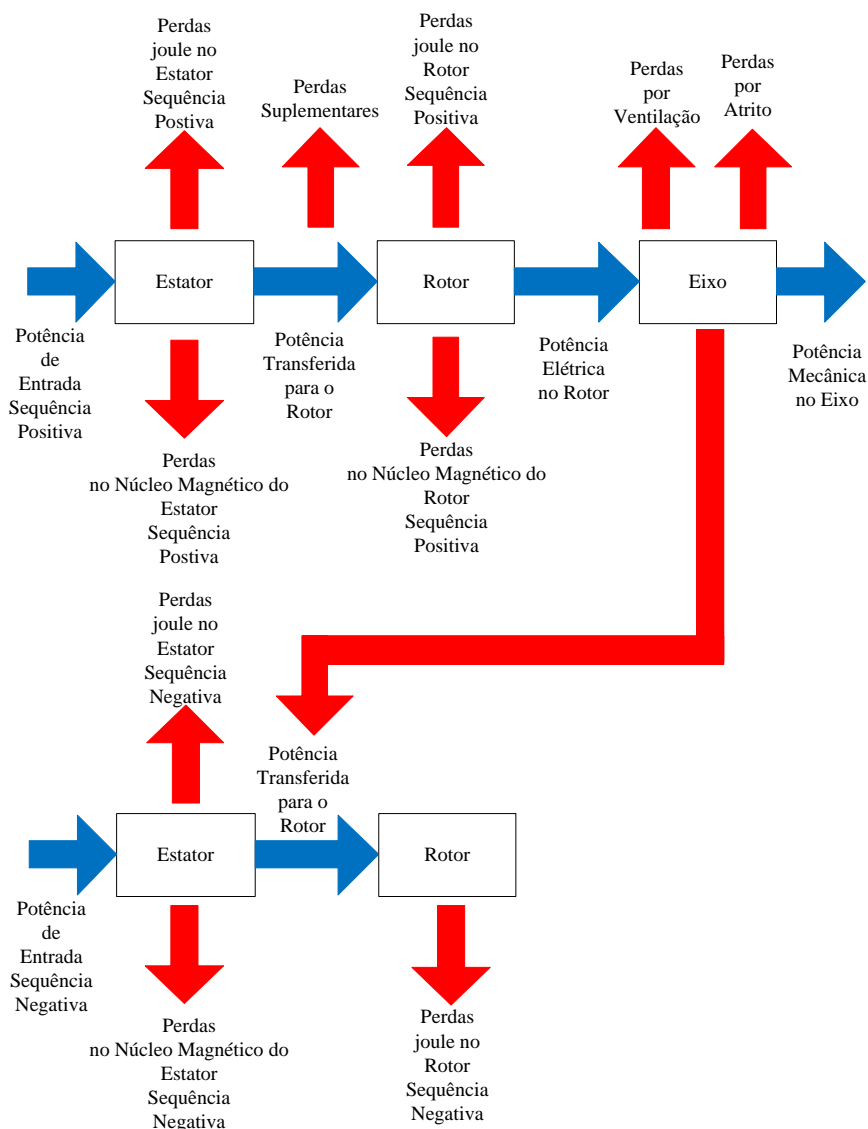 Perdas
joule no
Estator
Sequência
Postiva
Perdas
Suplementares
Perdas
joule no
Rotor
Sequência
Positiva
Perdas
por
Ventilação
Perdas
por
Atrito
Estator
Rotor
Eixo
Potência
de
Entrada
Sequência
Positiva
Potência
Transferida
para o
Rotor
Potência
Elétrica
no Rotor
Potência
Mecânica
no Eixo
Perdas
no Núcleo Magnético do
Estator
Sequência
Postiva
Perdas
no Núcleo Magnético do
Rotor
Sequência
Positiva
Perdas
joule no
Estator
Sequência
Negativa
Potência
Transferida
para o
Rotor
Estator
Rotor
Potência
de
Entrada
Sequência
Negativa
Perdas
no Núcleo Magnético do
Estator
Sequência
Negativa
Perdas
joule no
Rotor
Sequência
Negativa